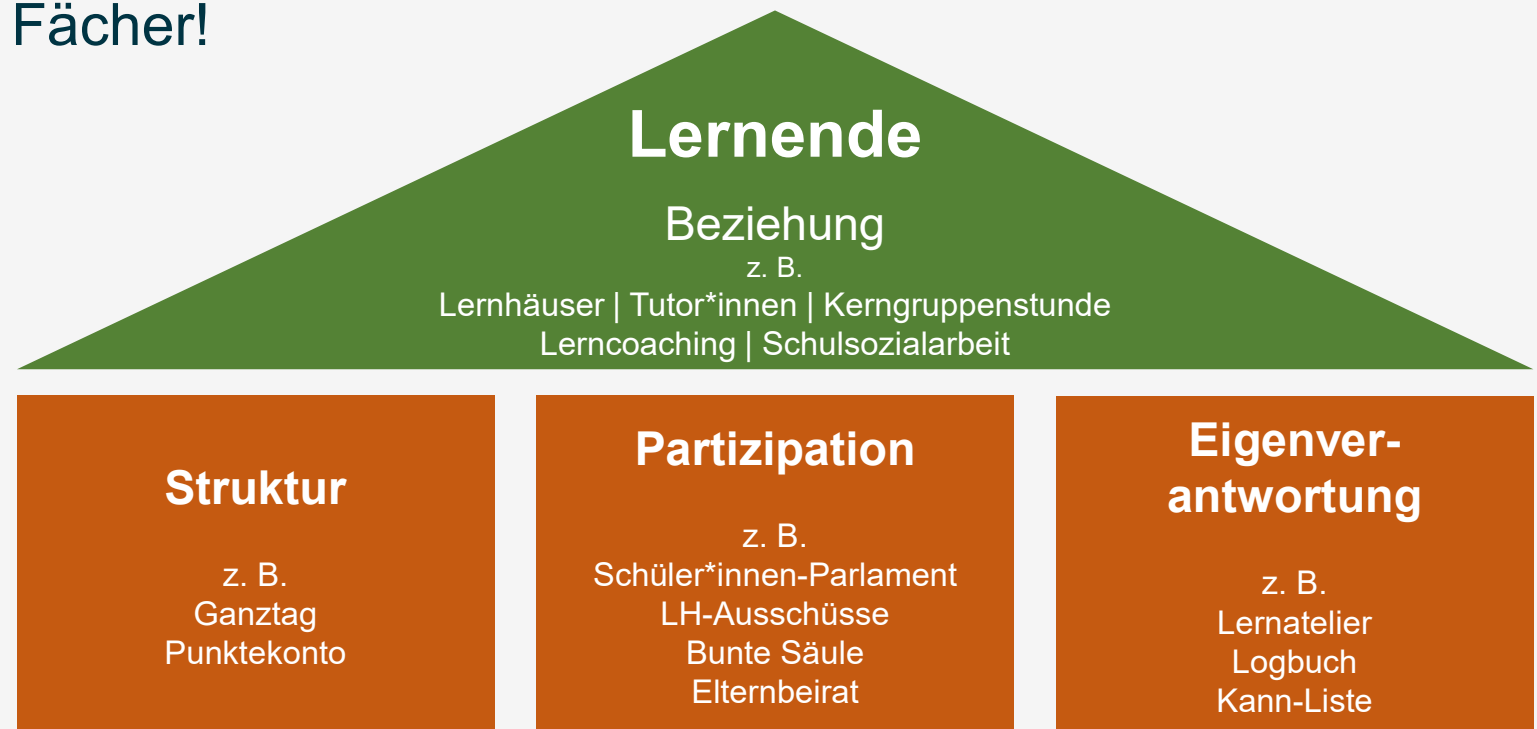 Fächer!
Lernende
Beziehung
z. B.
Lernhäuser | Tutor*innen | Kerngruppenstunde
Lerncoaching | Schulsozialarbeit
Struktur
z. B.
Ganztag
Punktekonto
Partizipation
z. B.
Schüler*innen-Parlament
LH-Ausschüsse
Bunte Säule
Elternbeirat
Eigenver-
antwortung
z. B.
Lernatelier
Logbuch
Kann-Liste